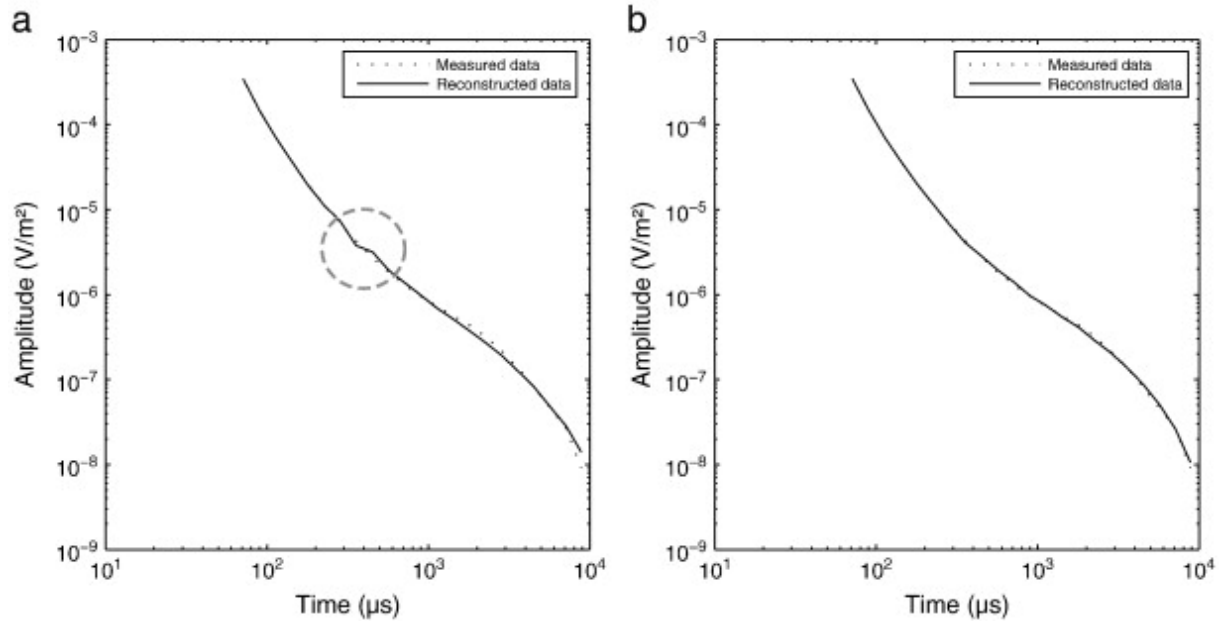 a
10⁻³
10⁻⁴
10⁻⁵
10⁻⁶
10⁻⁷
10⁻⁸
10⁻⁹
Amplitude (V/m²)
Measured data
Reconstructed data
10¹
10²
10³
10⁴
Time (µs)
b
10⁻³
10⁻⁴
10⁻⁵
10⁻⁶
10⁻⁷
10⁻⁸
10⁻⁹
Amplitude (V/m²)
Measured data
Reconstructed data
10¹
10²
10³
10⁴
Time (µs)